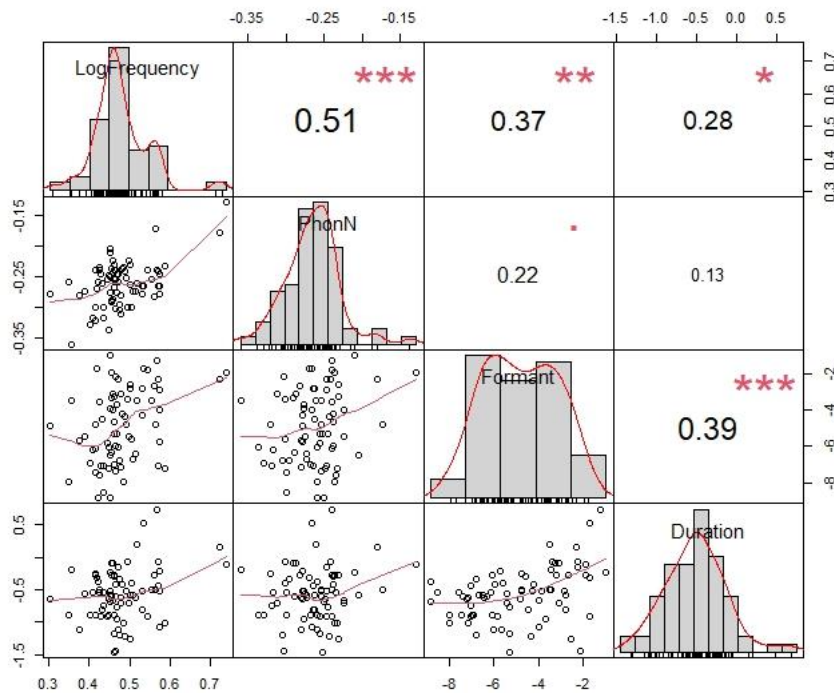 -0.35 -0.25 -0.15 -1.5 -1.0 -0.5 0.0 0.5
LogFrequency *** ** *
0.51 0.37 0.28
0.3 0.4 0.5 0.6 0.7
-0.35 -0.25 -0.15
PhonN
0.22 0.13
Formant ***
0.39
-8 -6 -4 -2
-1.5 -0.5 0.5
Duration
0.3 0.4 0.5 0.6 0.7 -8 -6 -4 -2